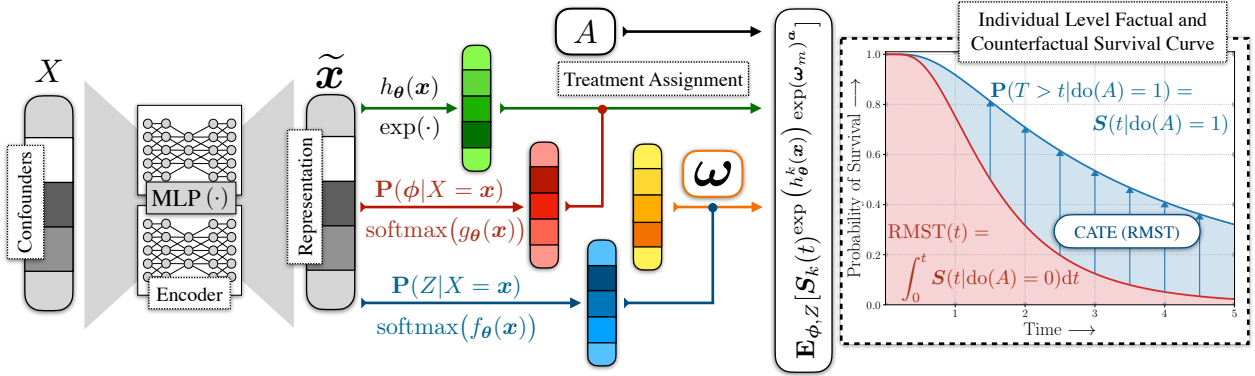 X
Confounders
MLP (·)
Encoder
x̃
Representation
h_θ(x)
exp(·)
P(ϕ|X = x)
softmax(g_θ(x))
P(Z|X = x)
softmax(f_θ(x))
A
Treatment Assignment
ω
E_{ϕ,Z}[S_k(t)^{exp(h^k_θ(x)) exp(ω_m)^a}]
Individual Level Factual and
Counterfactual Survival Curve
P(T > t|do(A) = 1) =
S(t|do(A) = 1)
CATE (RMST)
RMST(t) =
∫_0^t S(t|do(A) = 0)dt
Probability of Survival ⟶
1.0
0.8
0.6
0.4
0.2
0.0
1
2
3
4
5
Time ⟶